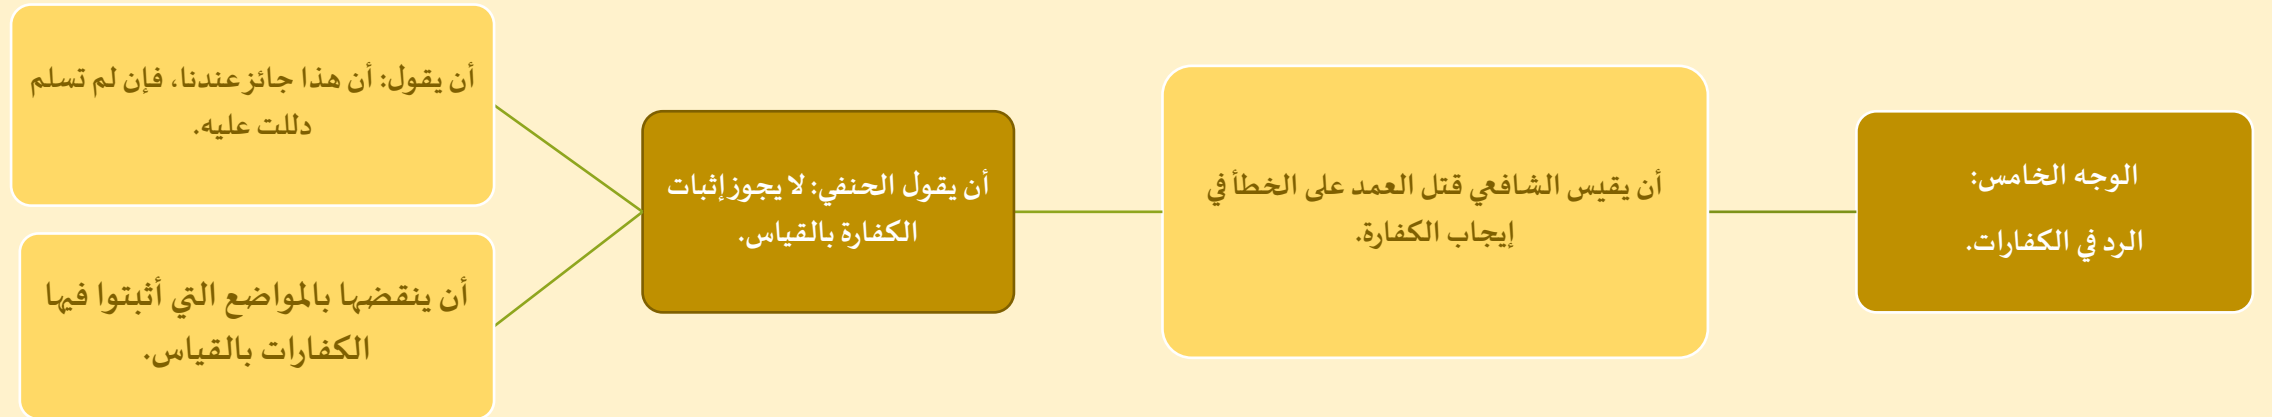 الوجه الخامس:
الرد في الكفارات.
أن يقيس الشافعي قتل العمد على الخطأ في
إيجاب الكفارة.
أن يقول الحنفي: لا يجوز إثبات
الكفارة بالقياس.
أن يقول: أن هذا جائز عندنا، فإن لم تسلم
دللت عليه.
أن ينقضها بالمواضع التي أثبتوا فيها
الكفارات بالقياس.